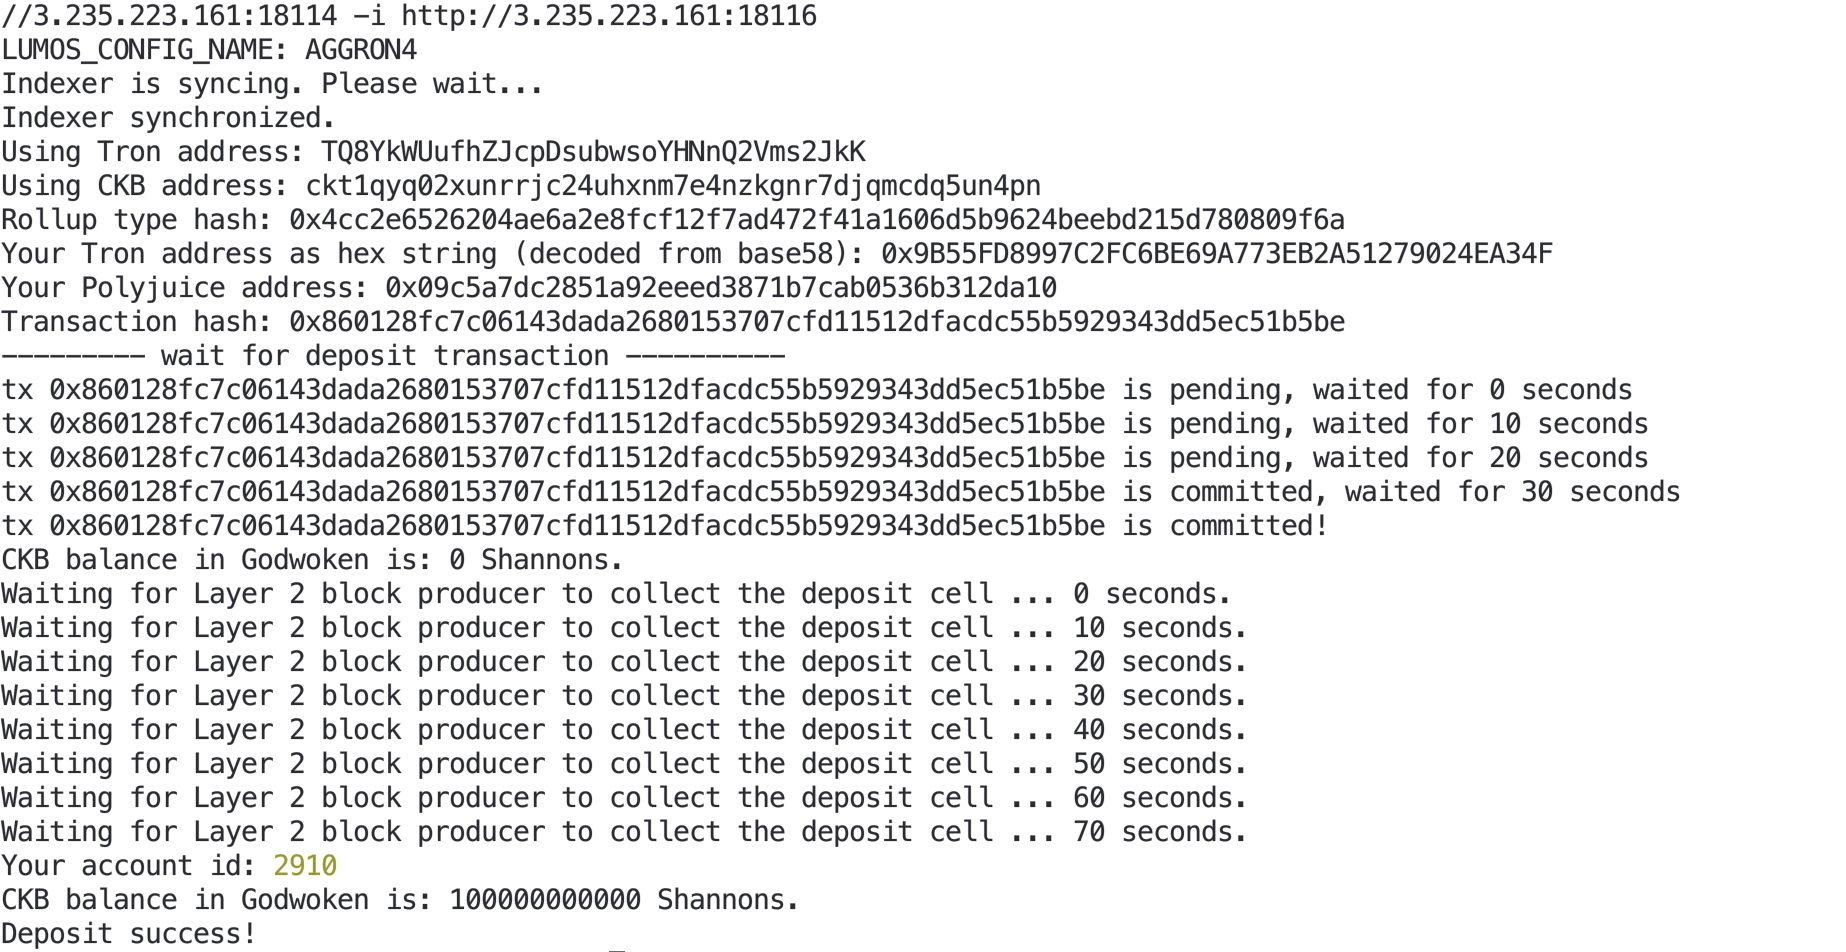 //3.235.223.161:18114 -i http://3.235.223.161:18116
LUMOS_CONFIG_NAME: AGGRON4
Indexer is syncing. Please wait...
Indexer synchronized.
Using Tron address: TQ8YkWUufhZJcpDsubwsoYHNnQ2Vms2JkK
Using CKB address: ckt1qyq02xunrrjc24uhxnm7e4nzkgnr7djqmcdq5un4pn
Rollup type hash: 0x4cc2e6526204ae6a2e8fcf12f7ad472f41a1606d5b9624beebd215d780809f6a
Your Tron address as hex string (decoded from base58): 0x9B55FD8997C2FC6BE69A773EB2A51279024EA34F
Your Polyjuice address: 0x09c5a7dc2851a92eeed3871b7cab0536b312da10
Transaction hash: 0x860128fc7c06143dada2680153707cfd11512dfacdc55b5929343dd5ec51b5be
--------- wait for deposit transaction ----------
tx 0x860128fc7c06143dada2680153707cfd11512dfacdc55b5929343dd5ec51b5be is pending, waited for 0 seconds
tx 0x860128fc7c06143dada2680153707cfd11512dfacdc55b5929343dd5ec51b5be is pending, waited for 10 seconds
tx 0x860128fc7c06143dada2680153707cfd11512dfacdc55b5929343dd5ec51b5be is pending, waited for 20 seconds
tx 0x860128fc7c06143dada2680153707cfd11512dfacdc55b5929343dd5ec51b5be is committed, waited for 30 seconds
tx 0x860128fc7c06143dada2680153707cfd11512dfacdc55b5929343dd5ec51b5be is committed!
CKB balance in Godwoken is: 0 Shannons.
Waiting for Layer 2 block producer to collect the deposit cell ... 0 seconds.
Waiting for Layer 2 block producer to collect the deposit cell ... 10 seconds.
Waiting for Layer 2 block producer to collect the deposit cell ... 20 seconds.
Waiting for Layer 2 block producer to collect the deposit cell ... 30 seconds.
Waiting for Layer 2 block producer to collect the deposit cell ... 40 seconds.
Waiting for Layer 2 block producer to collect the deposit cell ... 50 seconds.
Waiting for Layer 2 block producer to collect the deposit cell ... 60 seconds.
Waiting for Layer 2 block producer to collect the deposit cell ... 70 seconds.
Your account id: 2910
CKB balance in Godwoken is: 100000000000 Shannons.
Deposit success!